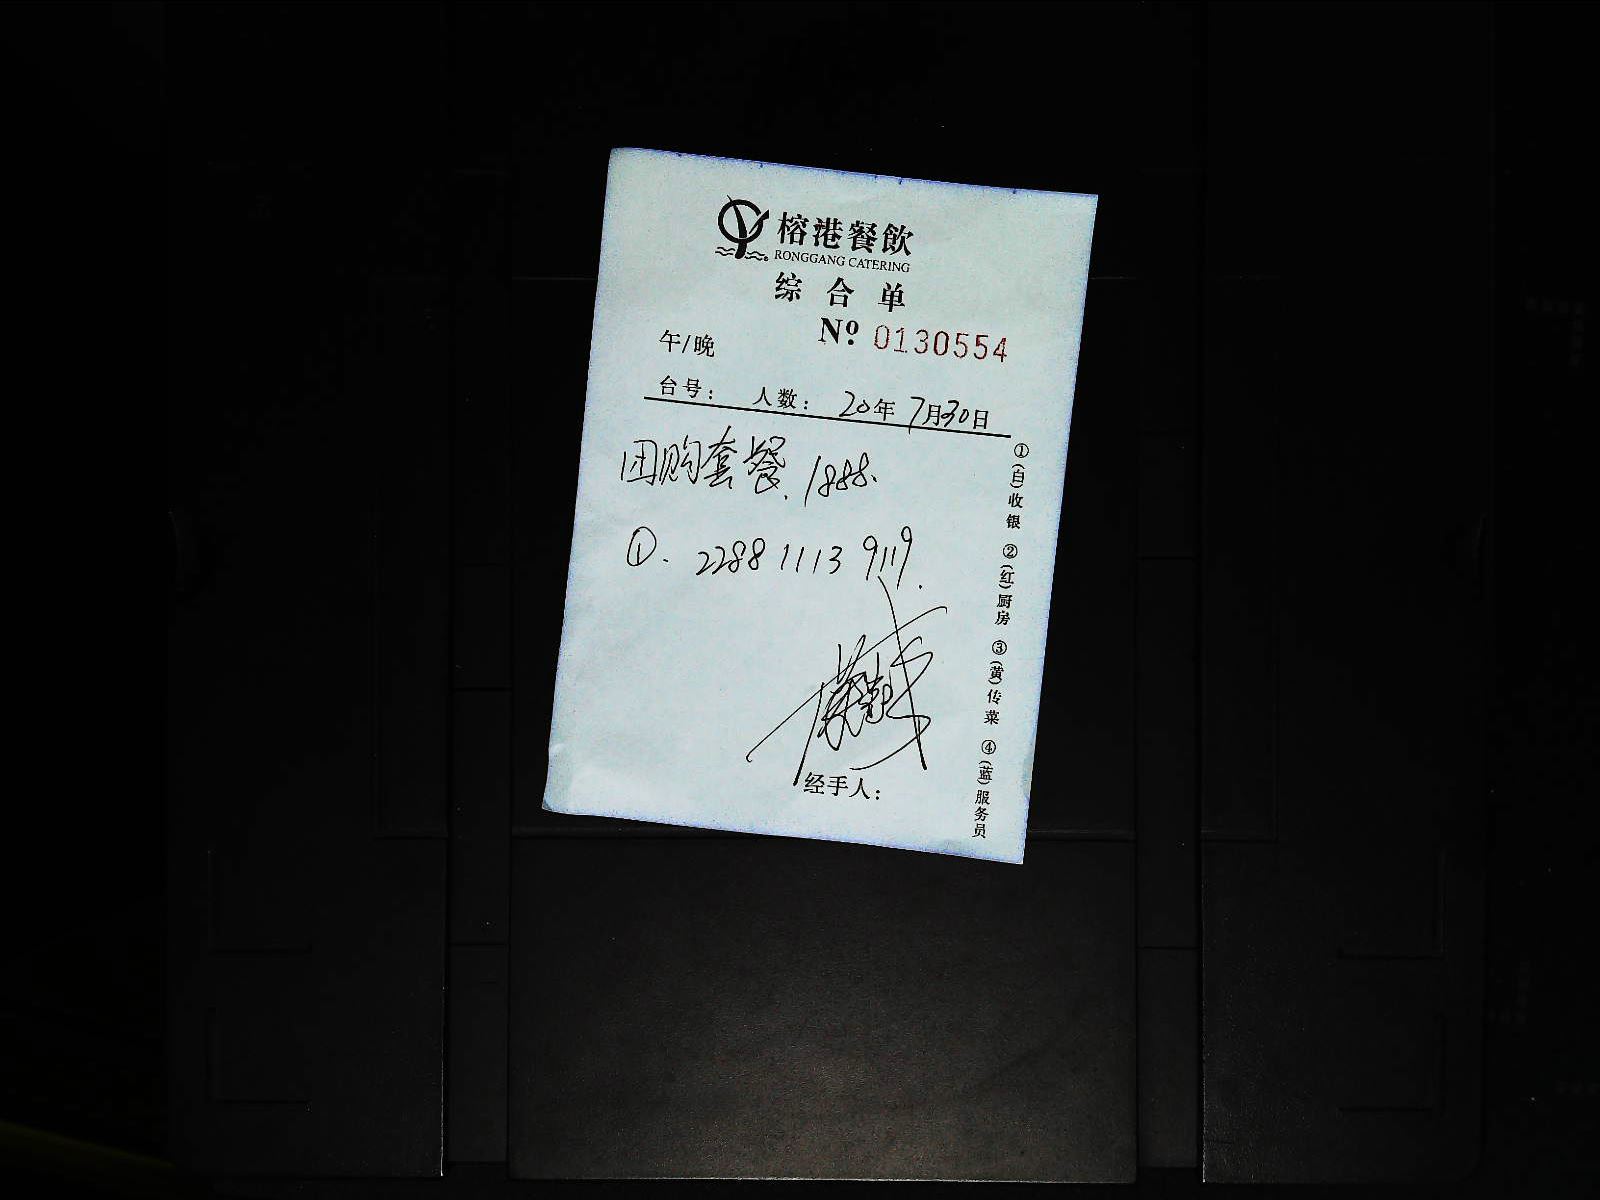 榕港餐飲
RONGGANG CATERING
综合单
№ 0130554
午/晚
台号： 人数： 20年7月30日
团购套餐. 1888.
①. 2288 1113 9119.
经手人：
①(白)收银 ②(红)厨房 ③(黄)传菜 ④(蓝)服务员